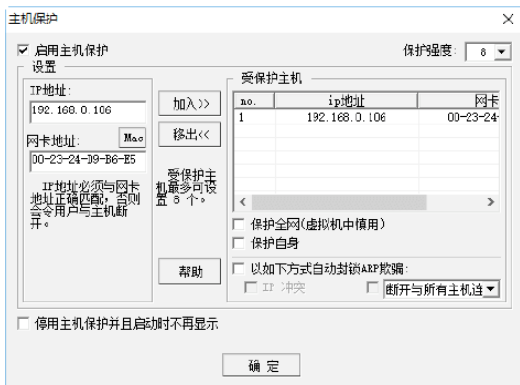 主机保护
启用主机保护
保护强度: 8
设置
IP地址:
192.168.0.106
网卡地址: Mac
00-23-24-D9-B6-E5
IP地址必须与网卡
地址正确匹配,否则
会令用户与主机断
开。
加入>>
移出<<
受保护主
机最多可设
置 8 个。
帮助
受保护主机
no. ip地址 网卡
1 192.168.0.106 00-23-24-
保护全网(虚拟机中慎用)
保护自身
以如下方式自动封锁ARP欺骗:
IP 冲突
断开与所有主机连
停用主机保护并且启动时不再显示
确 定